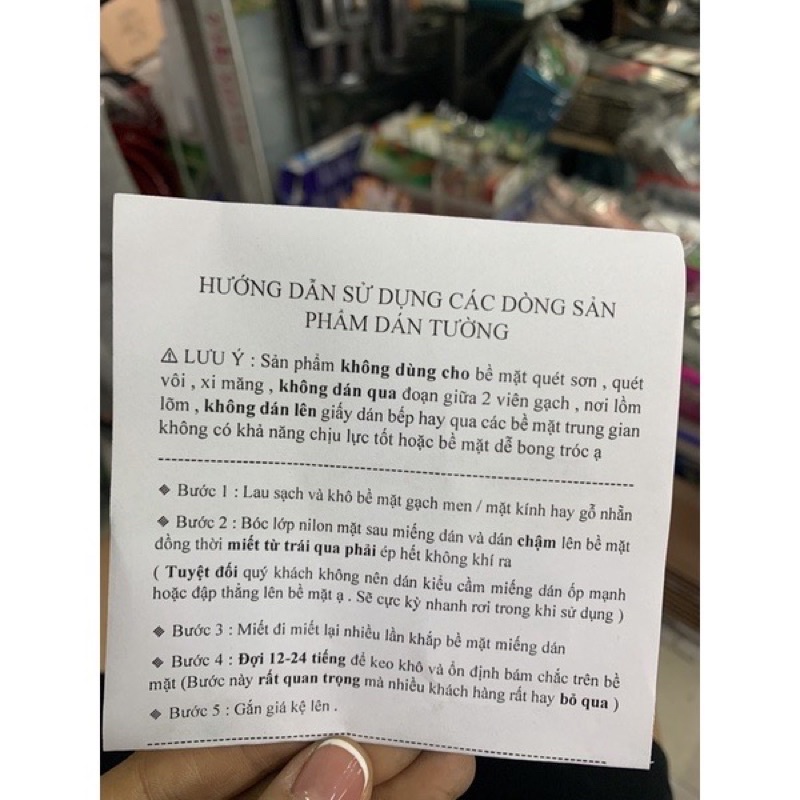 HƯỚNG DẪN SỬ DỤNG CÁC DÒNG SẢN
PHẨM DÁN TƯỜNG
⚠ LƯU Ý : Sản phẩm không dùng cho bề mặt quét sơn , quét
vôi , xi măng , không dán qua đoạn giữa 2 viên gạch , nơi lồm
lõm , không dán lên giấy dán bếp hay qua các bề mặt trung gian
không có khả năng chịu lực tốt hoặc bề mặt dễ bong tróc ạ
❖ Bước 1 : Lau sạch và khô bề mặt gạch men / mặt kính hay gỗ nhẵn
❖ Bước 2 : Bóc lớp nilon mặt sau miếng dán và dán chậm lên bề mặt
đồng thời miết từ trái qua phải ép hết không khí ra
( Tuyệt đối quý khách không nên dán kiểu cầm miếng dán ốp mạnh
hoặc đập thẳng lên bề mặt ạ . Sẽ cực kỳ nhanh rơi trong khi sử dụng )
❖ Bước 3 : Miết đi miết lại nhiều lần khắp bề mặt miếng dán
❖ Bước 4 : Đợi 12-24 tiếng để keo khô và ổn định bám chắc trên bề
mặt (Bước này rất quan trọng mà nhiều khách hàng rất hay bỏ qua )
❖ Bước 5 : Gắn giá kệ lên .